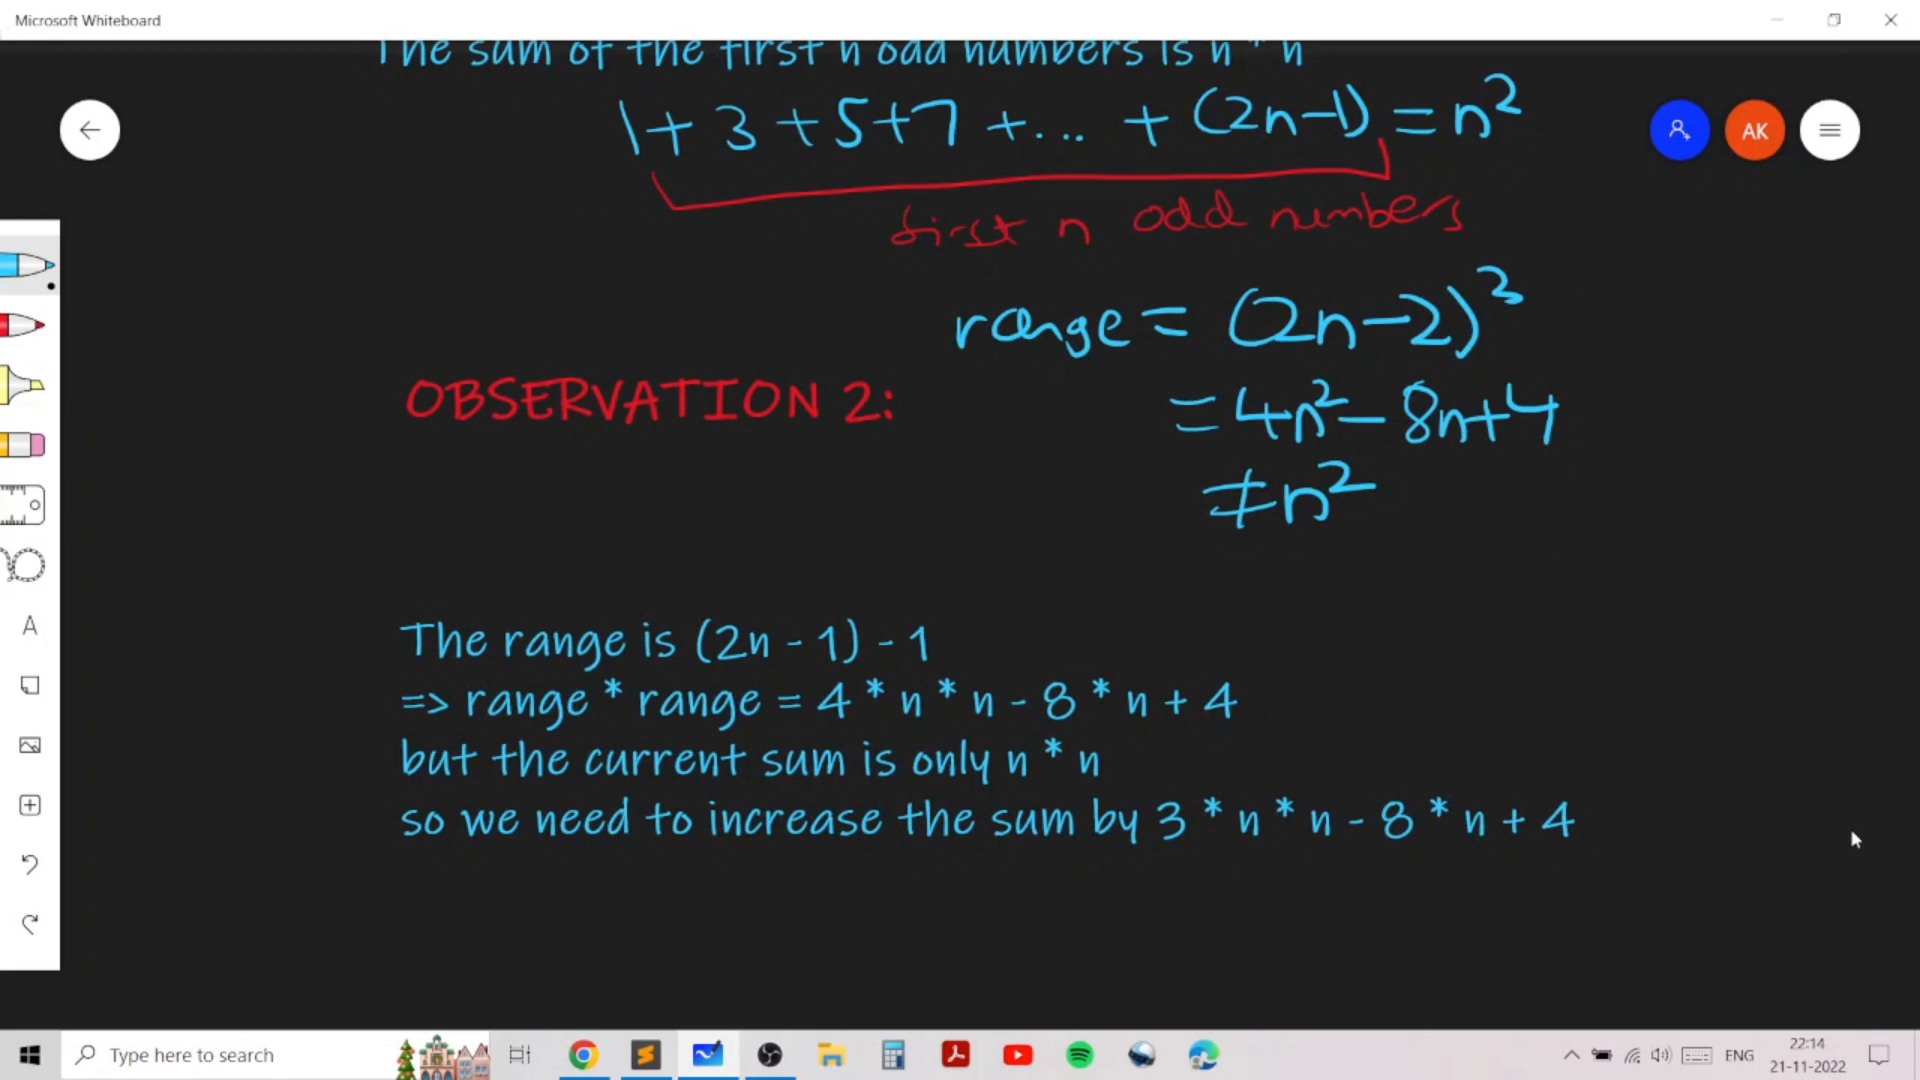 Microsoft Whiteboard
The sum of the first n odd numbers is n * n
1 + 3 + 5 + 7 + ... + (2n-1) = n²
first n odd numbers
AK
range = (2n-2)²
= 4n² - 8n + 4
≠ n²
OBSERVATION 2:
The range is (2n - 1) - 1
=> range * range = 4 * n * n - 8 * n + 4
but the current sum is only n * n
so we need to increase the sum by 3 * n * n - 8 * n + 4
A
Type here to search
ENG
22:14
21-11-2022